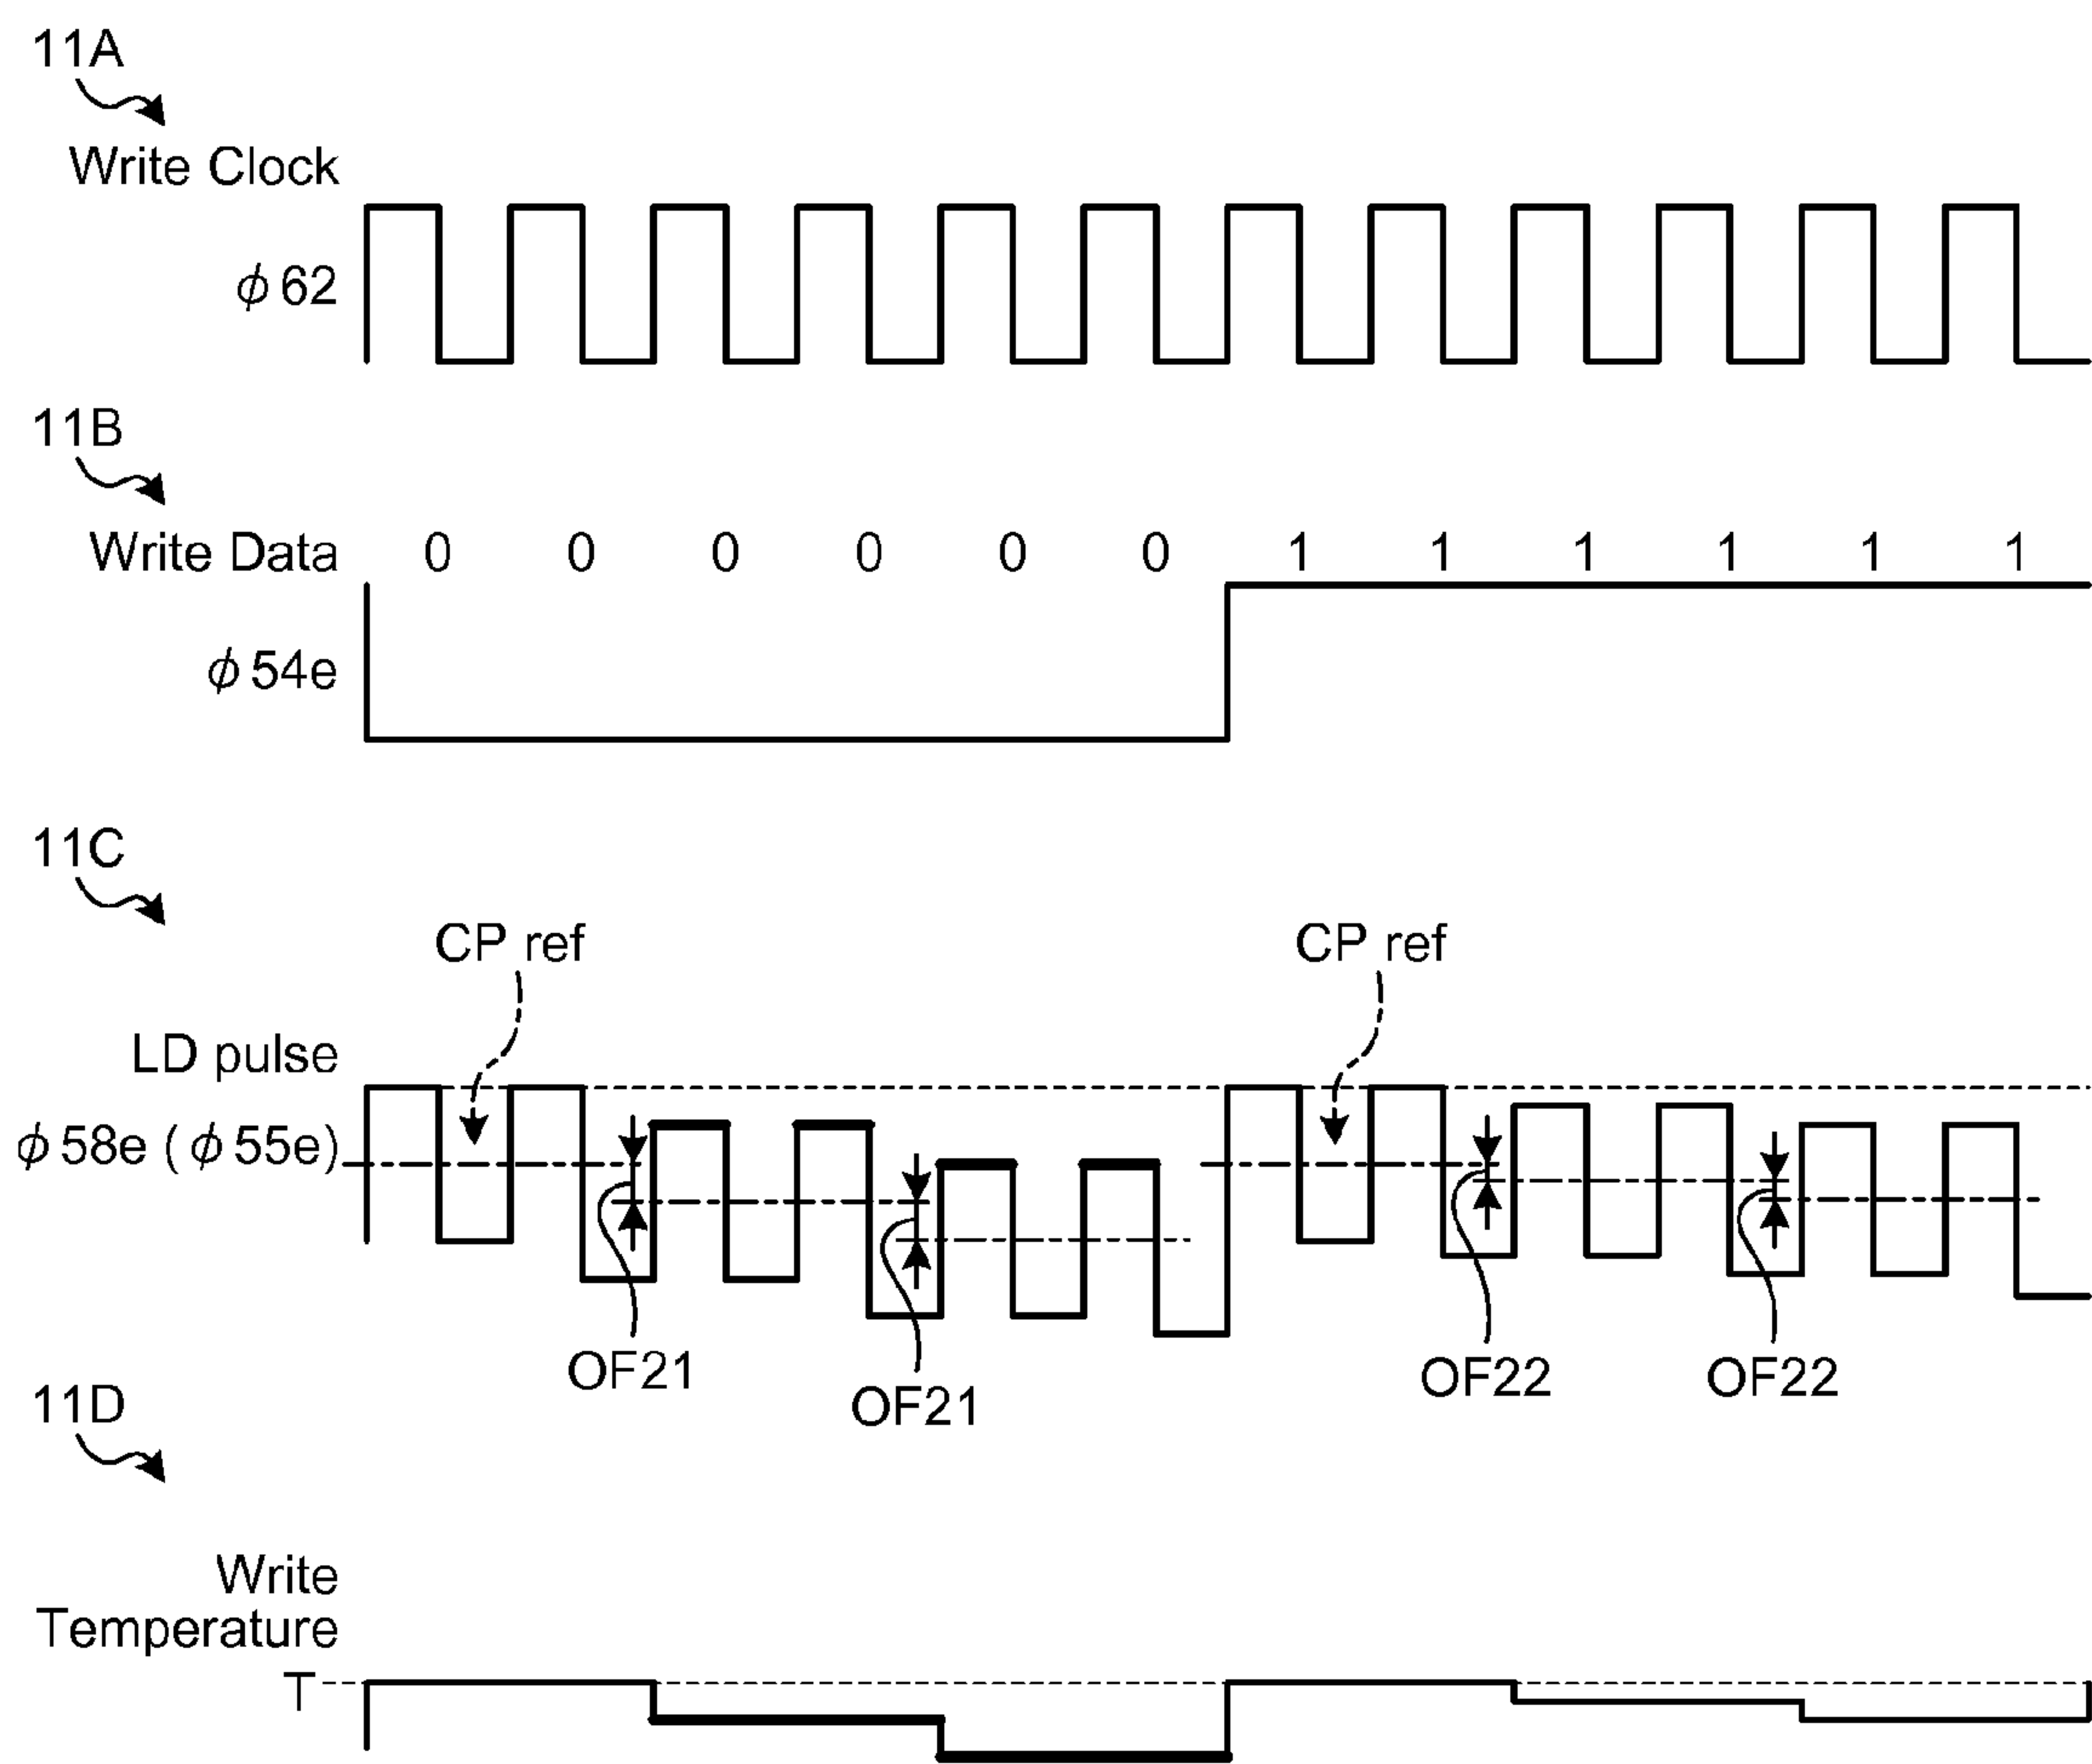 11A
Write Clock
ϕ62
11B
Write Data 0 0 0 0 0 0 1 1 1 1 1 1
ϕ54e
11C
CP ref CP ref
LD pulse
ϕ58e (ϕ55e)
OF21 OF21 OF22 OF22
11D
Write
Temperature
T